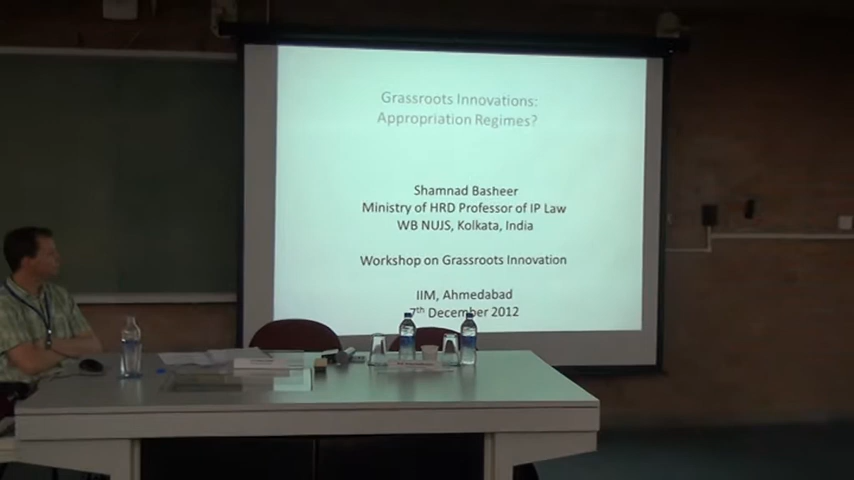 Grassroots Innovations:
Appropriation Regimes?
Shamnad Basheer
Ministry of HRD Professor of IP Law
WB NUJS, Kolkata, India
Workshop on Grassroots Innovation
IIM, Ahmedabad
7th December 2012